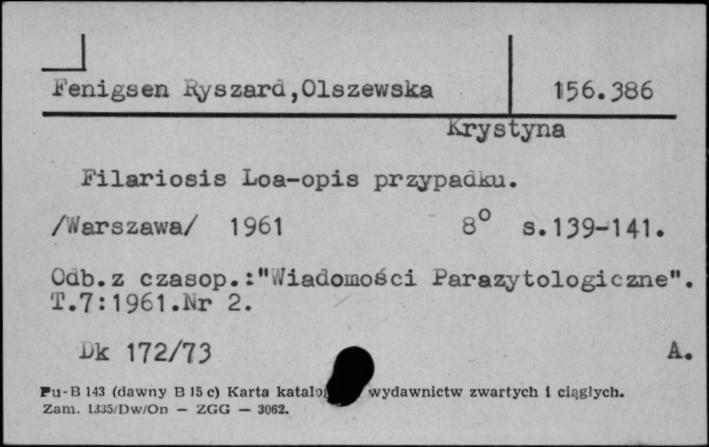 Fenigsen Ryszard,Olszewska 156.386
Krystyna
Filariosis Loa-opis przypadku.
/Warszawa/ 1961 8° s.139-141.
Odb.z czasop.:"Wiadomości Parazytologiczne".
T.7:1961.Nr 2.
Dk 172/73 A.
Pu-B 143 (dawny B 15 c) Karta wydawnictw zwartych i ciągłych.
Zam. 1335/Dw/On — ZGG — 3062.